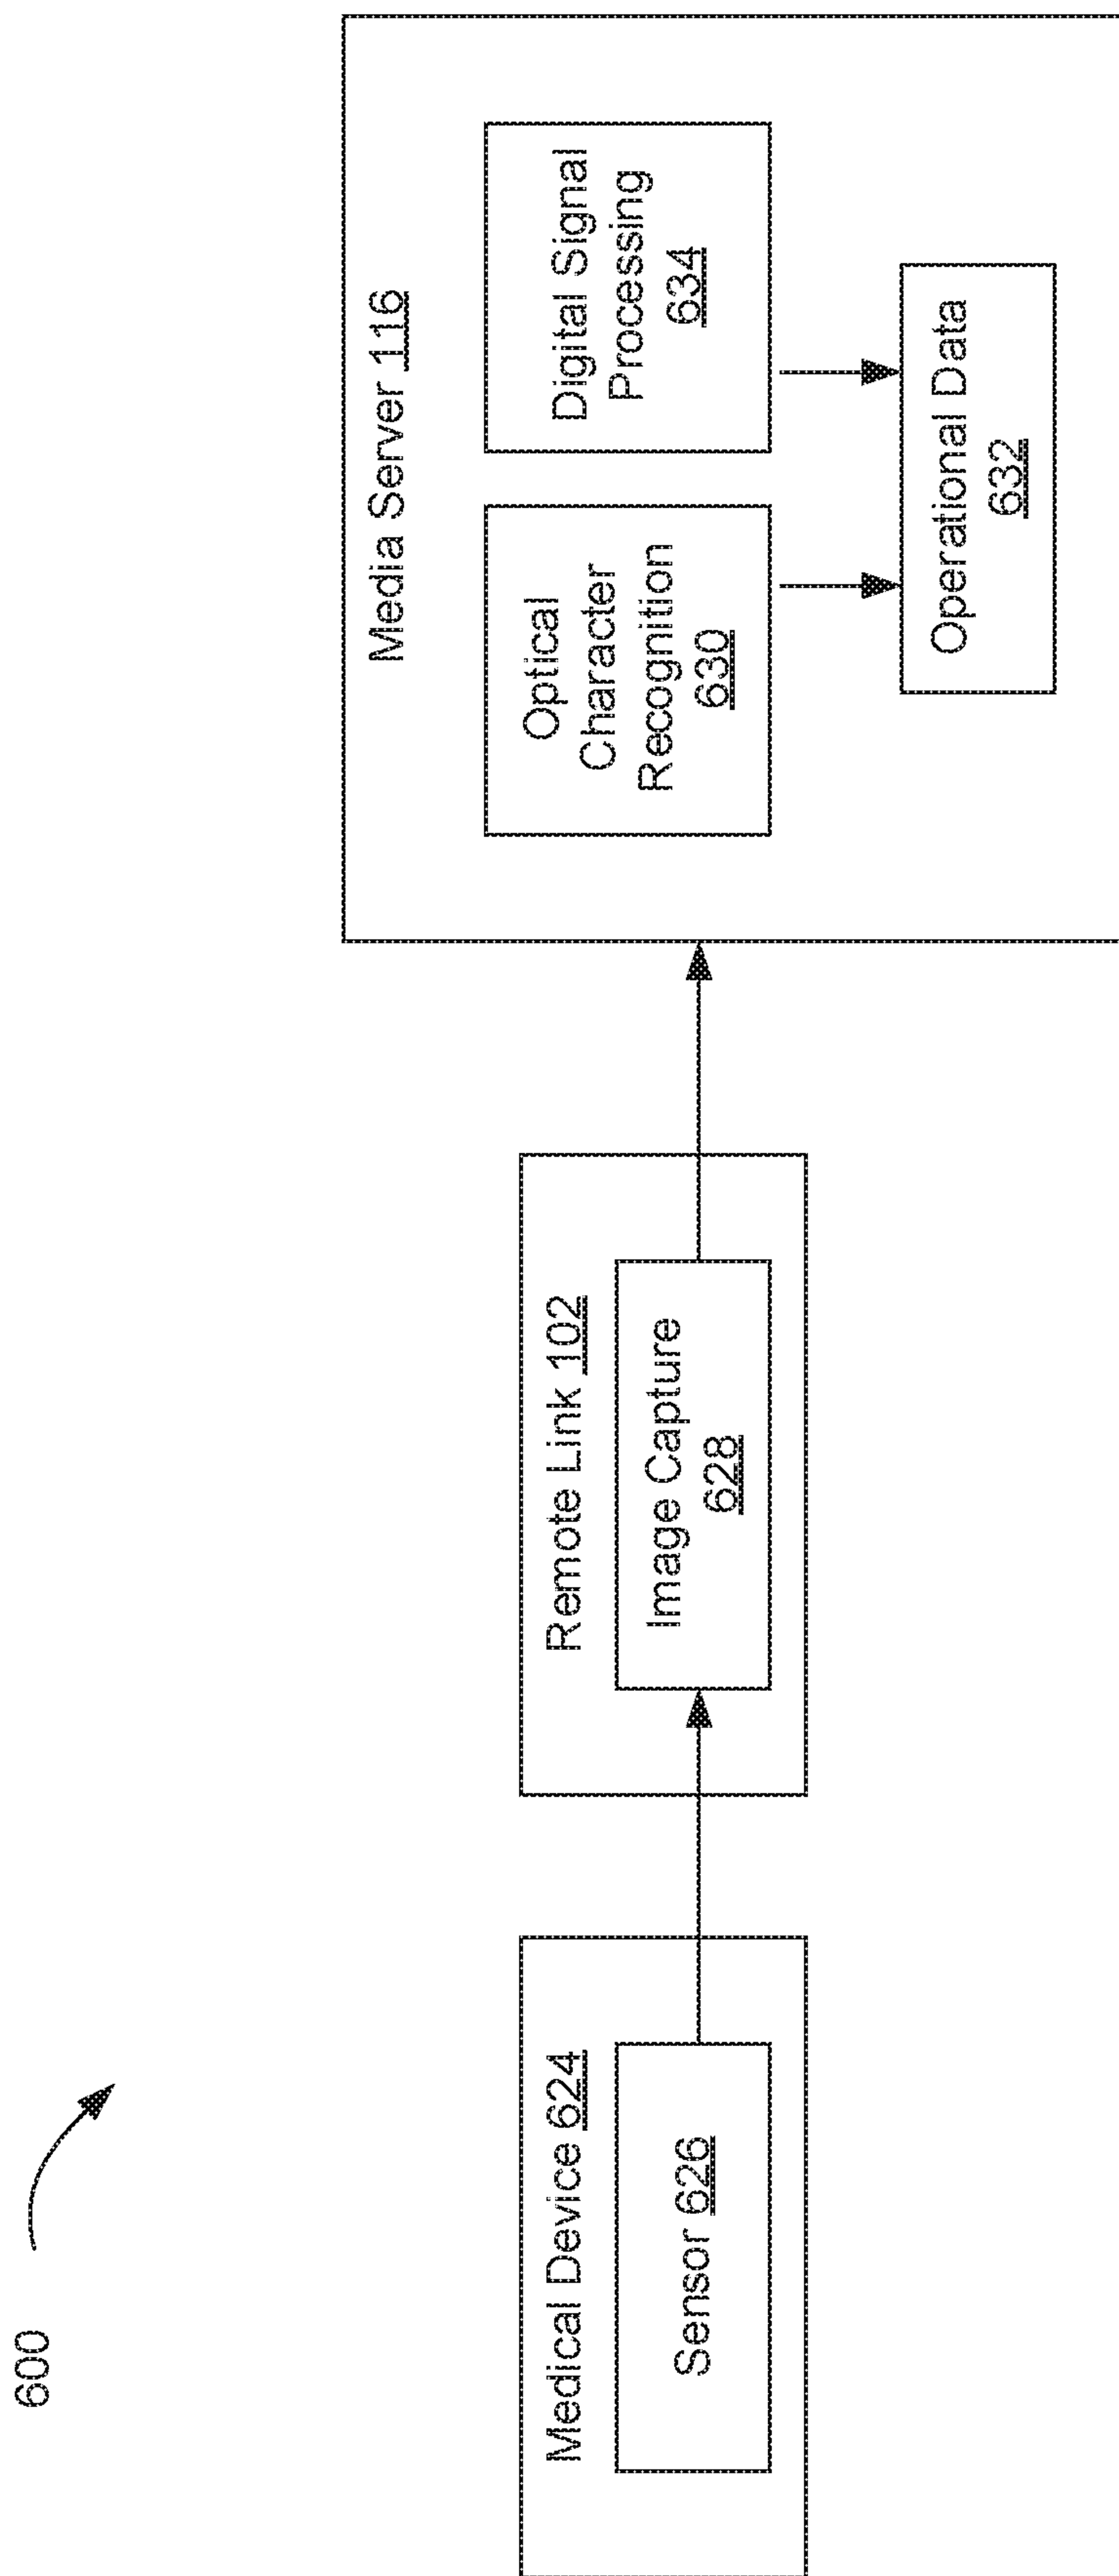 600
Medical Device 624
Sensor 626
Remote Link 102
Image Capture
628
Media Server 116
Optical
Character
Recognition
630
Digital Signal
Processing
634
Operational Data
632